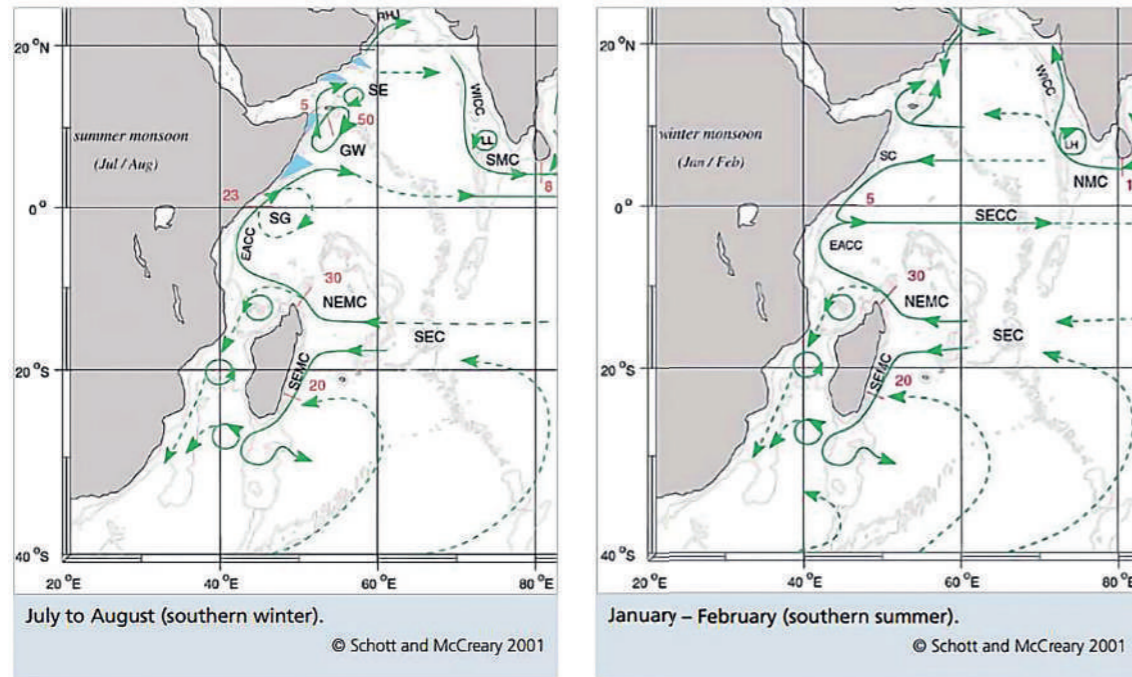 RHJ
20 °N
SE
5
50
summer monsoon
(Jul / Aug)
GW
WICC
SMC
8
23
0°
SG
EACC
30
NEMC
SEC
20 °S
SEMC
20
40 °S
20 °E
40 °E
60 °E
80 °E
July to August (southern winter).
© Schott and McCreary 2001
20 °N
winter monsoon
(Jan / Feb)
WICC
LH
SC
NMC
0°
5
SECC
EACC
30
NEMC
SEC
20 °S
SEMC
20
40 °S
20 °E
40 °E
60 °E
January – February (southern summer).
© Schott and McCreary 2001